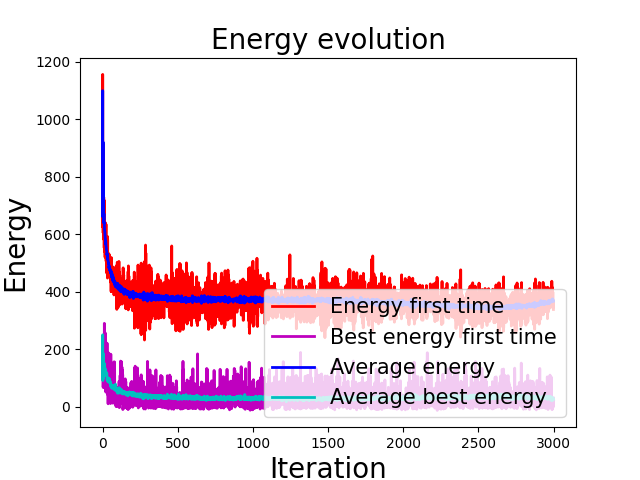 Energy evolution
1200
1000
800
600
400
200
0
Energy
Energy first time
Best energy first time
Average energy
Average best energy
0 500 1000 1500 2000 2500 3000
Iteration